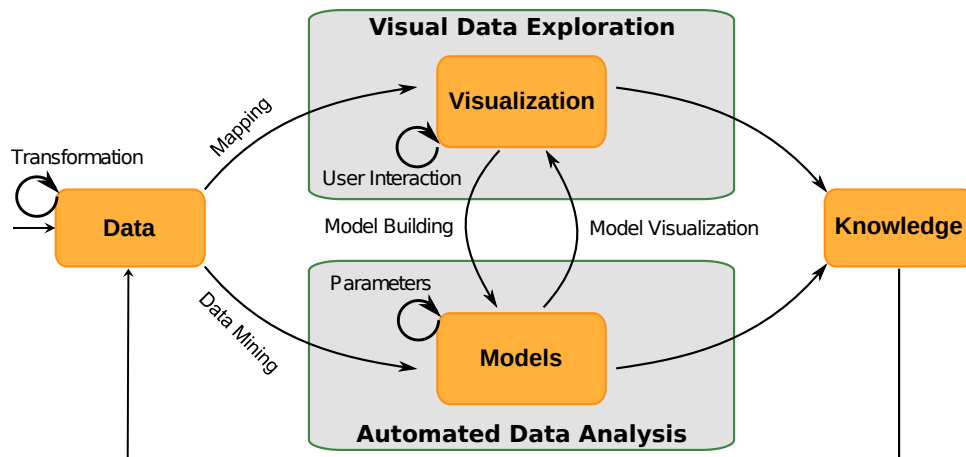 Visual Data Exploration
Visualization
Mapping
Transformation
User Interaction
Data
Model Building
Model Visualization
Knowledge
Parameters
Data Mining
Models
Automated Data Analysis